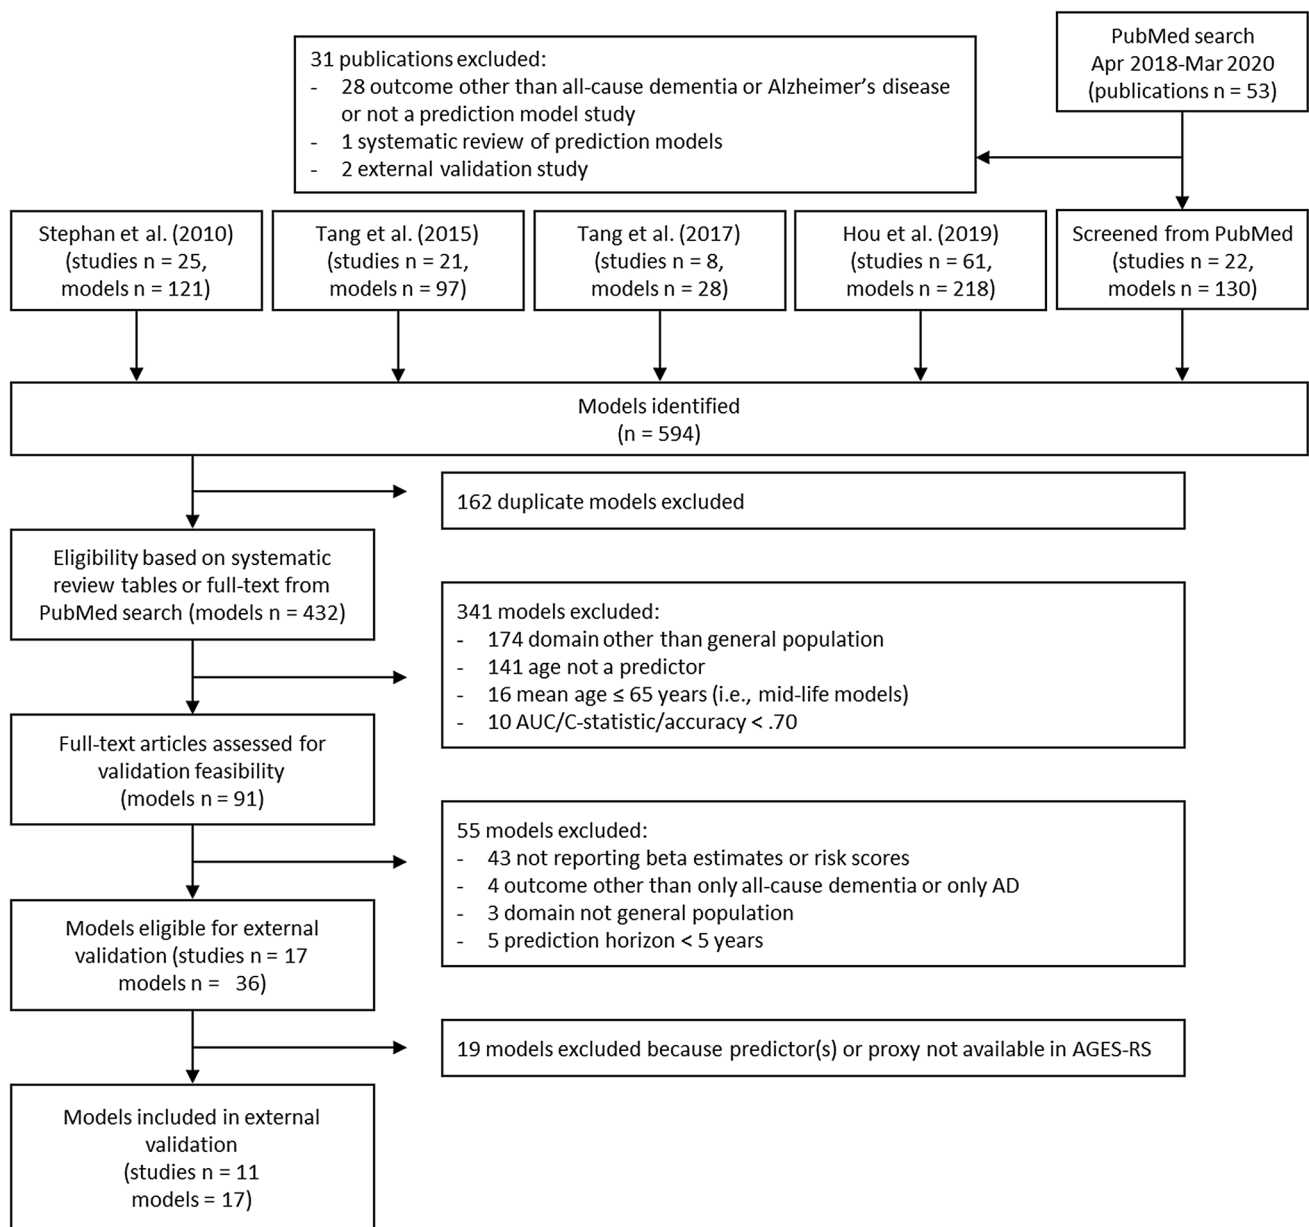 PubMed search
Apr 2018-Mar 2020
(publications n = 53)
31 publications excluded:
- 28 outcome other than all-cause dementia or Alzheimer's disease
or not a prediction model study
- 1 systematic review of prediction models
- 2 external validation study
Stephan et al. (2010)
(studies n = 25,
models n = 121)
Tang et al. (2015)
(studies n = 21,
models n = 97)
Tang et al. (2017)
(studies n = 8,
models n = 28)
Hou et al. (2019)
(studies n = 61,
models n = 218)
Screened from PubMed
(studies n = 22,
models n = 130)
Models identified
(n = 594)
162 duplicate models excluded
Eligibility based on systematic
review tables or full-text from
PubMed search (models n = 432)
341 models excluded:
- 174 domain other than general population
- 141 age not a predictor
- 16 mean age ≤ 65 years (i.e., mid-life models)
- 10 AUC/C-statistic/accuracy < .70
Full-text articles assessed for
validation feasibility
(models n = 91)
55 models excluded:
- 43 not reporting beta estimates or risk scores
- 4 outcome other than only all-cause dementia or only AD
- 3 domain not general population
- 5 prediction horizon < 5 years
Models eligible for external
validation (studies n = 17
models n = 36)
19 models excluded because predictor(s) or proxy not available in AGES-RS
Models included in external
validation
(studies n = 11
models = 17)